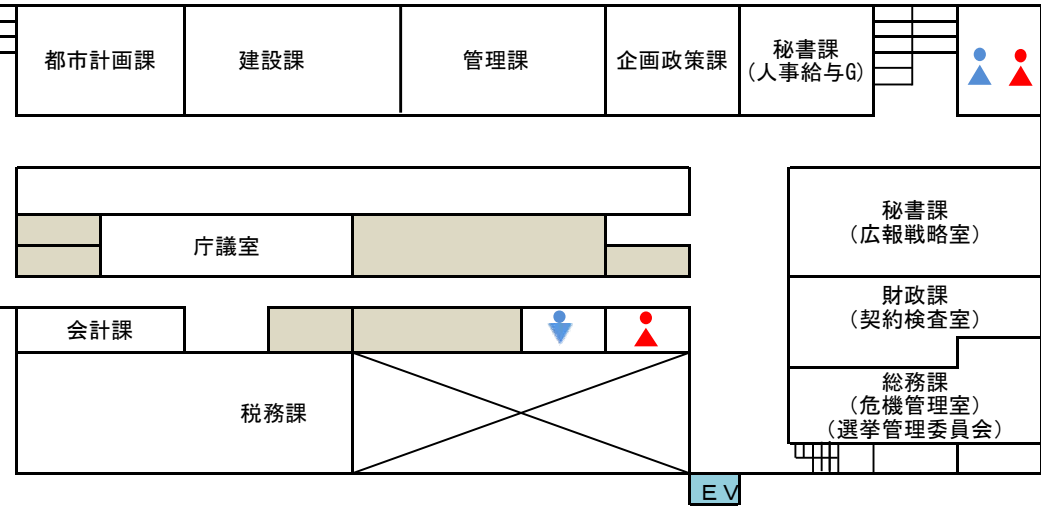 都市計画課
建設課
管理課
企画政策課
秘書課
(人事給与G)
秘書課
(広報戦略室)
庁議室
財政課
(契約検査室)
会計課
税務課
総務課
(危機管理室)
(選挙管理委員会)
ＥＶ